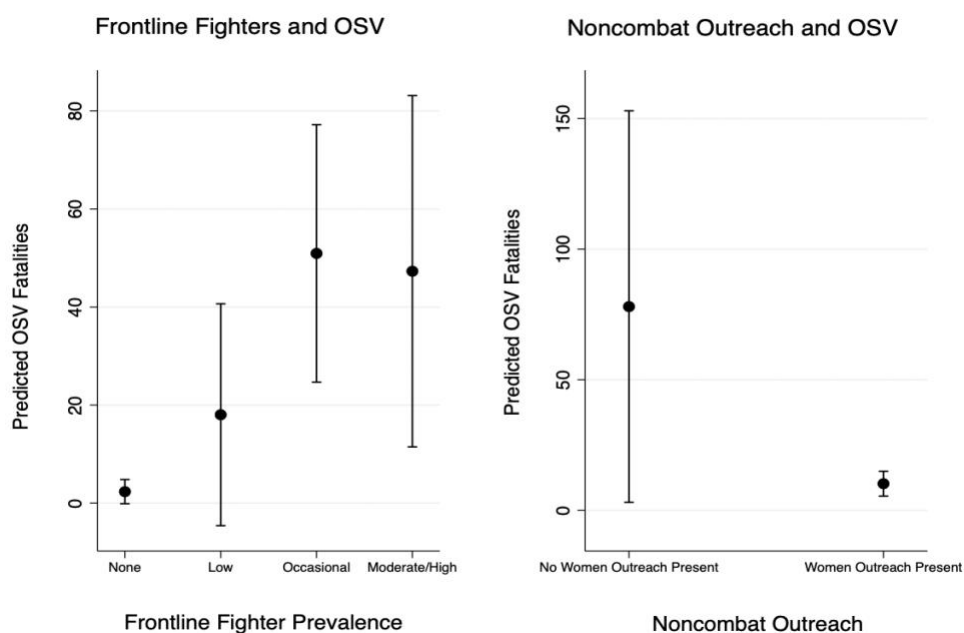 Frontline Fighters and OSV
Predicted OSV Fatalities
80
60
40
20
0
None
Low
Occasional
Moderate/High
Frontline Fighter Prevalence
Noncombat Outreach and OSV
Predicted OSV Fatalities
150
100
50
0
No Women Outreach Present
Women Outreach Present
Noncombat Outreach